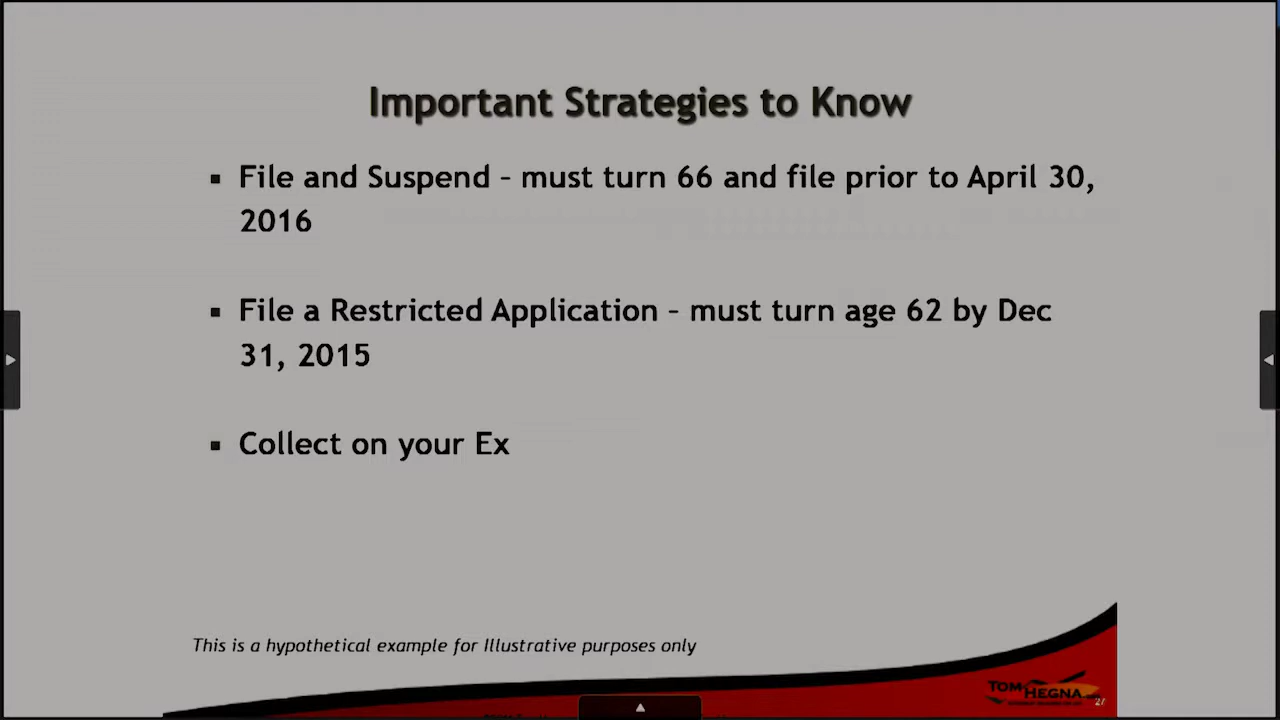 Important Strategies to Know
▪ File and Suspend – must turn 66 and file prior to April 30,
2016
▪ File a Restricted Application – must turn age 62 by Dec
31, 2015
▪ Collect on your Ex
This is a hypothetical example for Illustrative purposes only
TOM HEGNA
27